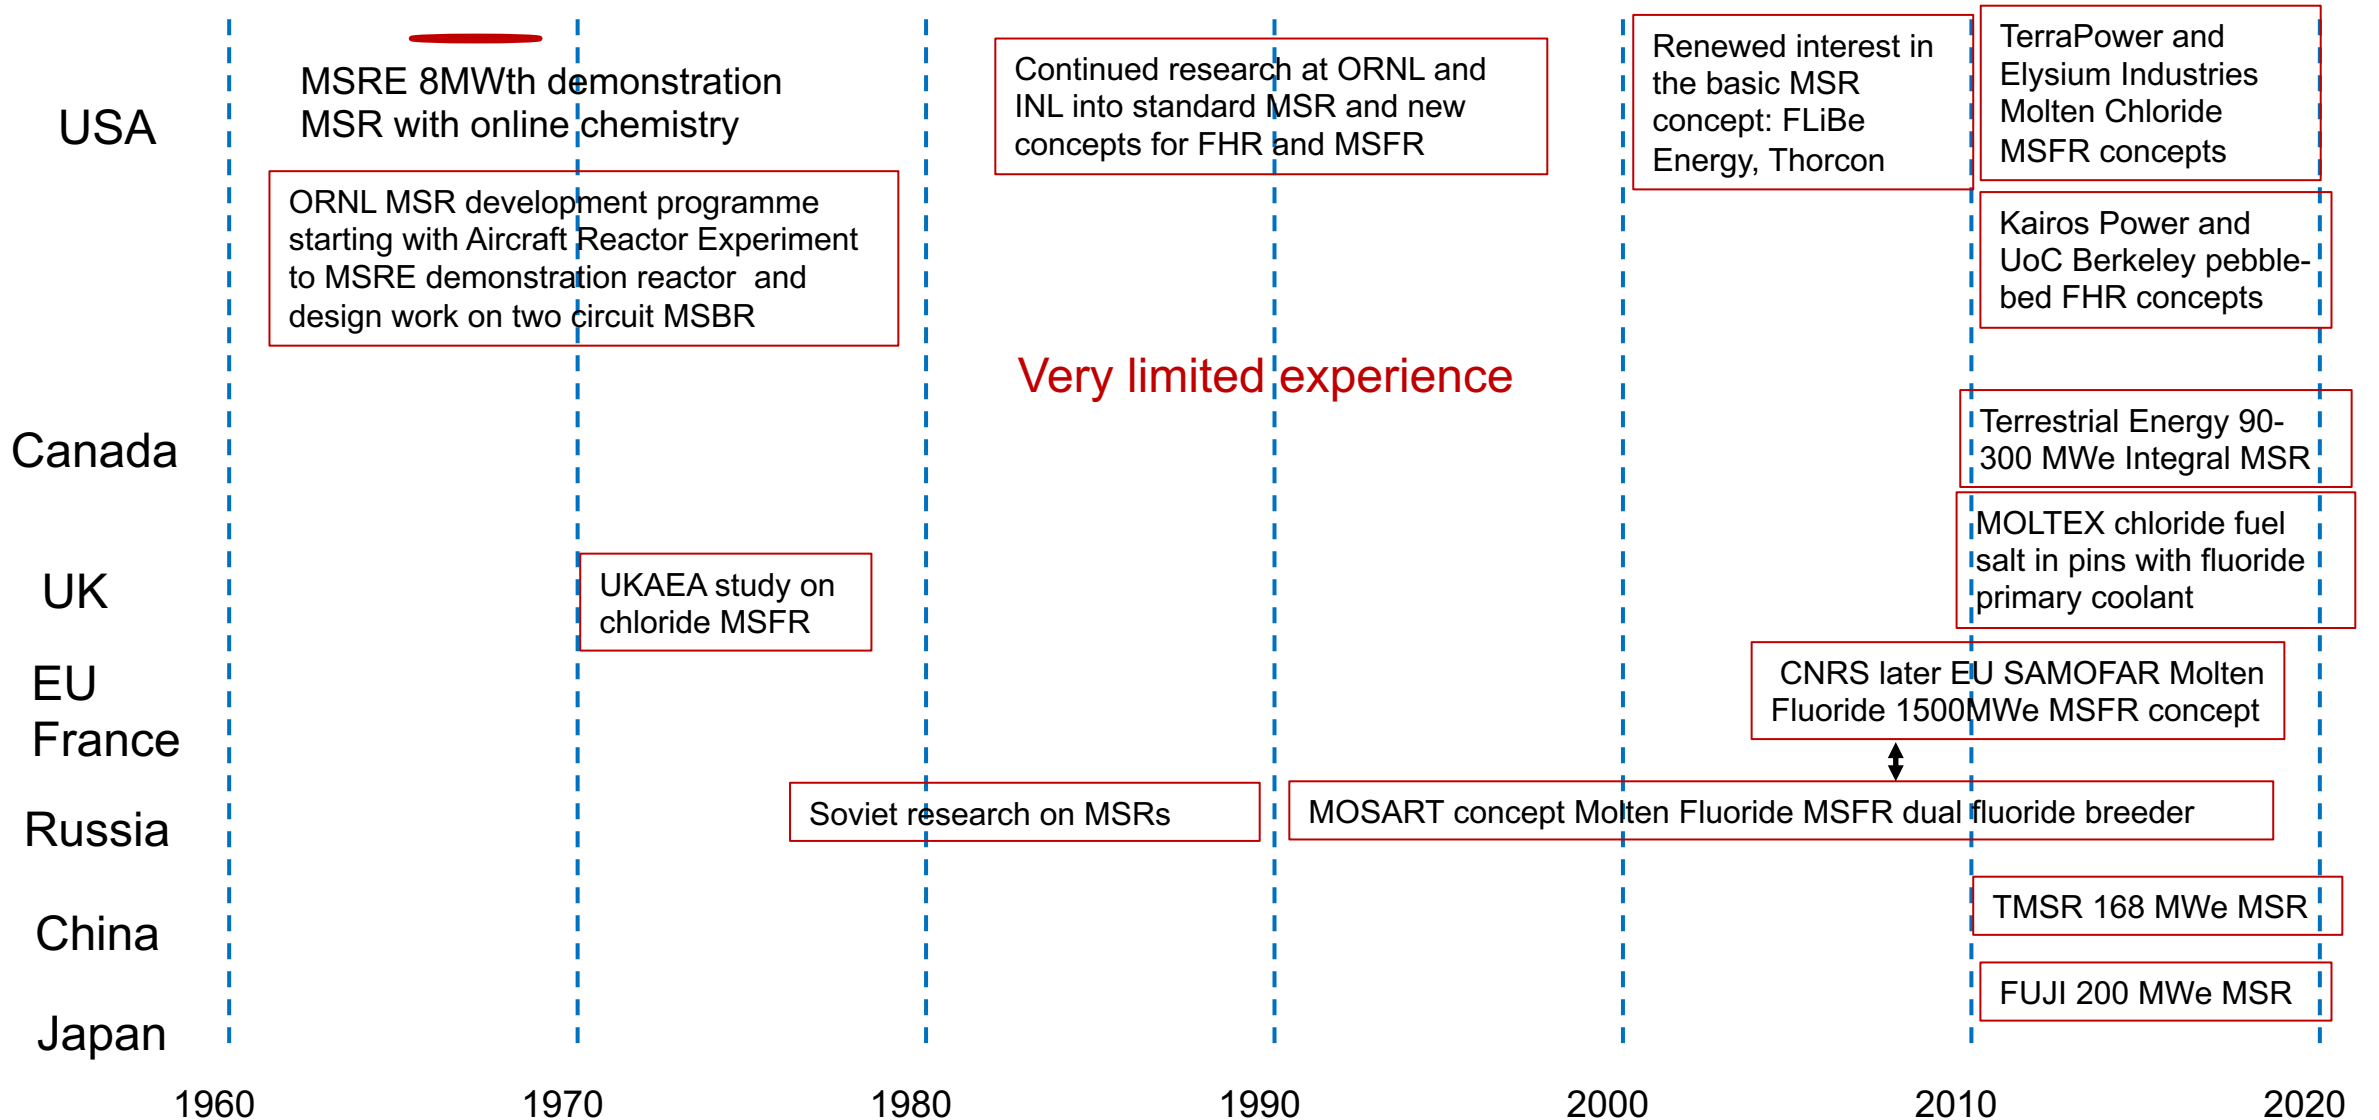 USA
MSRE 8MWth demonstration
MSR with online chemistry
ORNL MSR development programme
starting with Aircraft Reactor Experiment
to MSRE demonstration reactor and
design work on two circuit MSBR
Continued research at ORNL and
INL into standard MSR and new
concepts for FHR and MSFR
Renewed interest in
the basic MSR
concept: FLiBe
Energy, Thorcon
TerraPower and
Elysium Industries
Molten Chloride
MSFR concepts
Kairos Power and
UoC Berkeley pebble-
bed FHR concepts
Very limited experience
Canada
Terrestrial Energy 90-
300 MWe Integral MSR
UK
UKAEA study on
chloride MSFR
MOLTEX chloride fuel
salt in pins with fluoride
primary coolant
EU
France
CNRS later EU SAMOFAR Molten
Fluoride 1500MWe MSFR concept
Russia
Soviet research on MSRs
MOSART concept Molten Fluoride MSFR dual fluoride breeder
China
TMSR 168 MWe MSR
Japan
FUJI 200 MWe MSR
1960
1970
1980
1990
2000
2010
2020